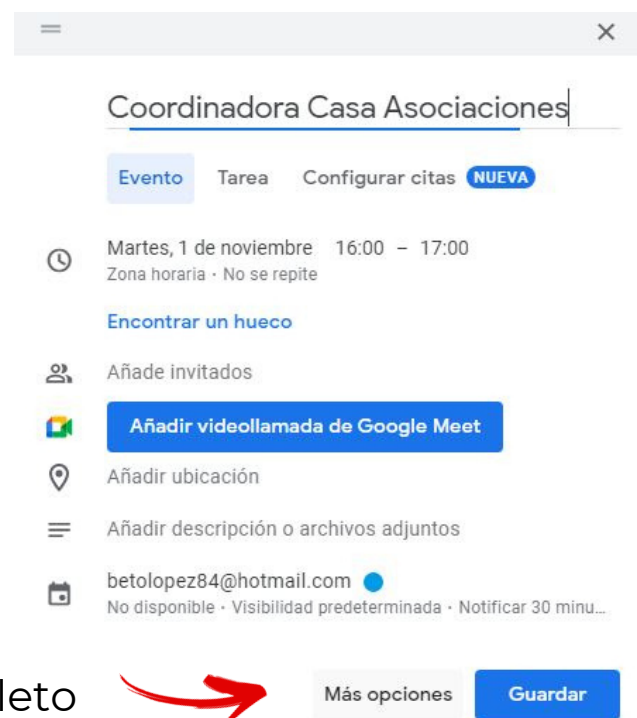 Coordinadora Casa Asociaciones
Evento Tarea Configurar citas NUEVA
Martes, 1 de noviembre 16:00 – 17:00
Zona horaria · No se repite
Encontrar un hueco
Añade invitados
Añadir videollamada de Google Meet
Añadir ubicación
Añadir descripción o archivos adjuntos
betolopez84@hotmail.com
No disponible · Visibilidad predeterminada · Notificar 30 minu...
leto Más opciones Guardar